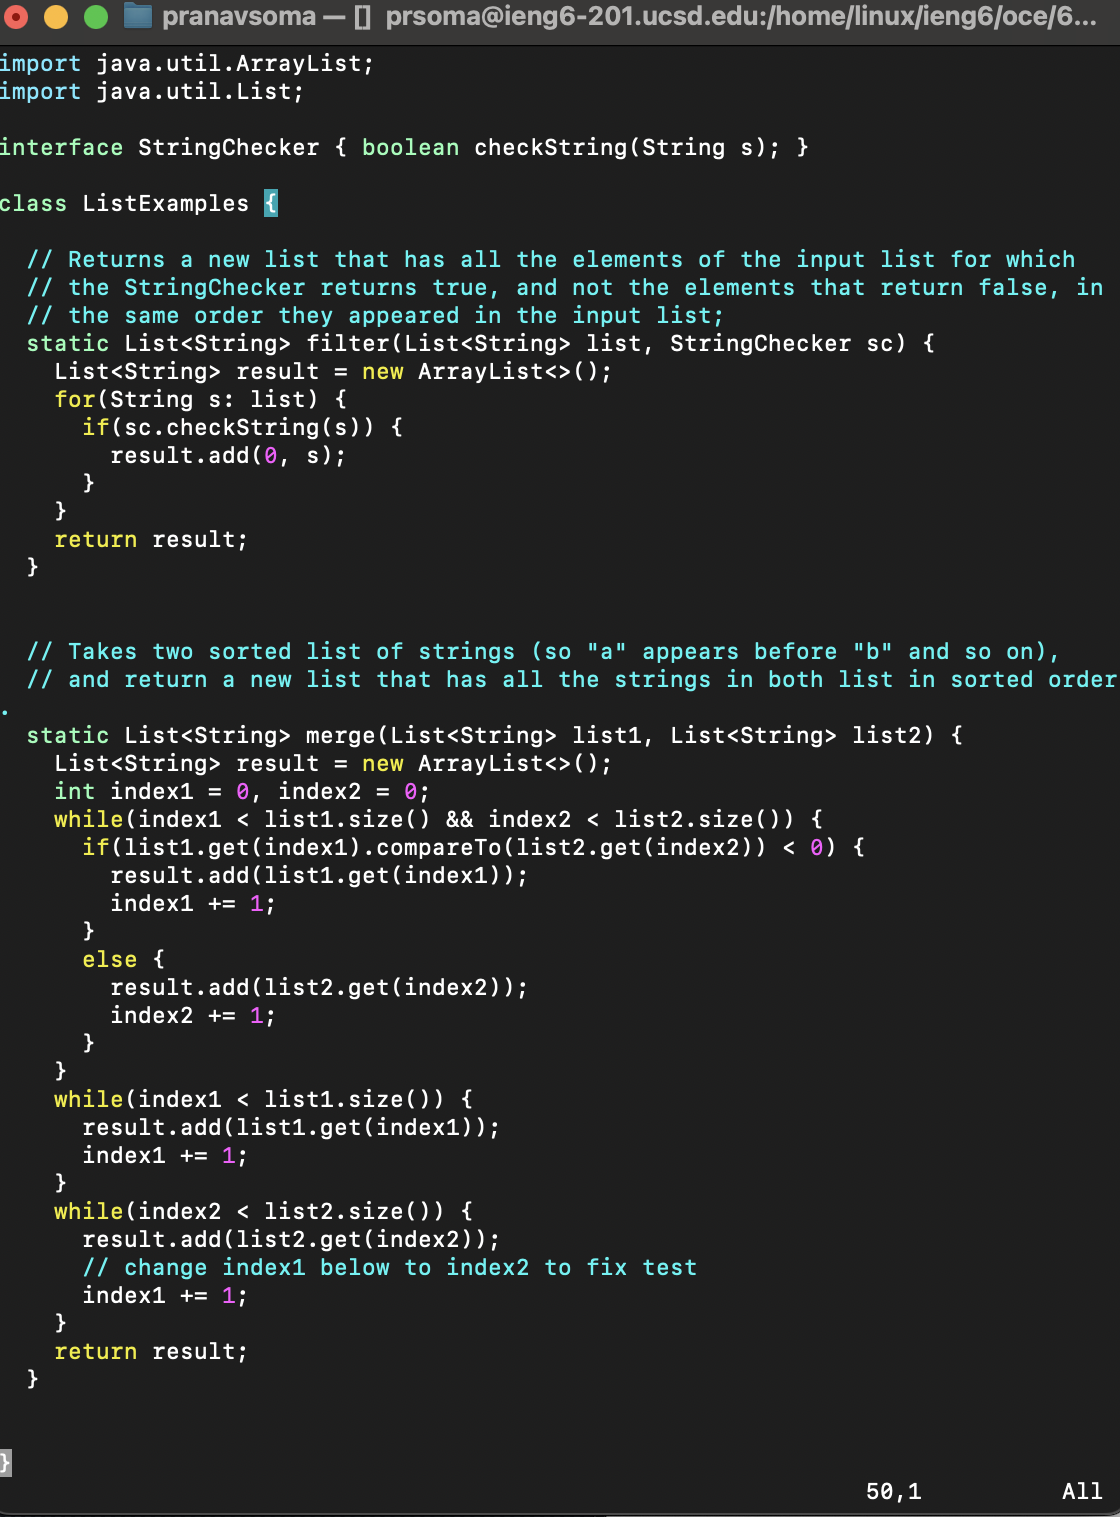 pranavsoma — [] prsoma@ieng6-201.ucsd.edu:/home/linux/ieng6/oce/6...
import java.util.ArrayList;
import java.util.List;

interface StringChecker { boolean checkString(String s); }

class ListExamples {

  // Returns a new list that has all the elements of the input list for which
  // the StringChecker returns true, and not the elements that return false, in
  // the same order they appeared in the input list;
  static List<String> filter(List<String> list, StringChecker sc) {
    List<String> result = new ArrayList<>();
    for(String s: list) {
      if(sc.checkString(s)) {
        result.add(0, s);
      }
    }
    return result;
  }


  // Takes two sorted list of strings (so "a" appears before "b" and so on),
  // and return a new list that has all the strings in both list in sorted order
.
  static List<String> merge(List<String> list1, List<String> list2) {
    List<String> result = new ArrayList<>();
    int index1 = 0, index2 = 0;
    while(index1 < list1.size() && index2 < list2.size()) {
      if(list1.get(index1).compareTo(list2.get(index2)) < 0) {
        result.add(list1.get(index1));
        index1 += 1;
      }
      else {
        result.add(list2.get(index2));
        index2 += 1;
      }
    }
    while(index1 < list1.size()) {
      result.add(list1.get(index1));
      index1 += 1;
    }
    while(index2 < list2.size()) {
      result.add(list2.get(index2));
      // change index1 below to index2 to fix test
      index1 += 1;
    }
    return result;
  }


}
50,1 All